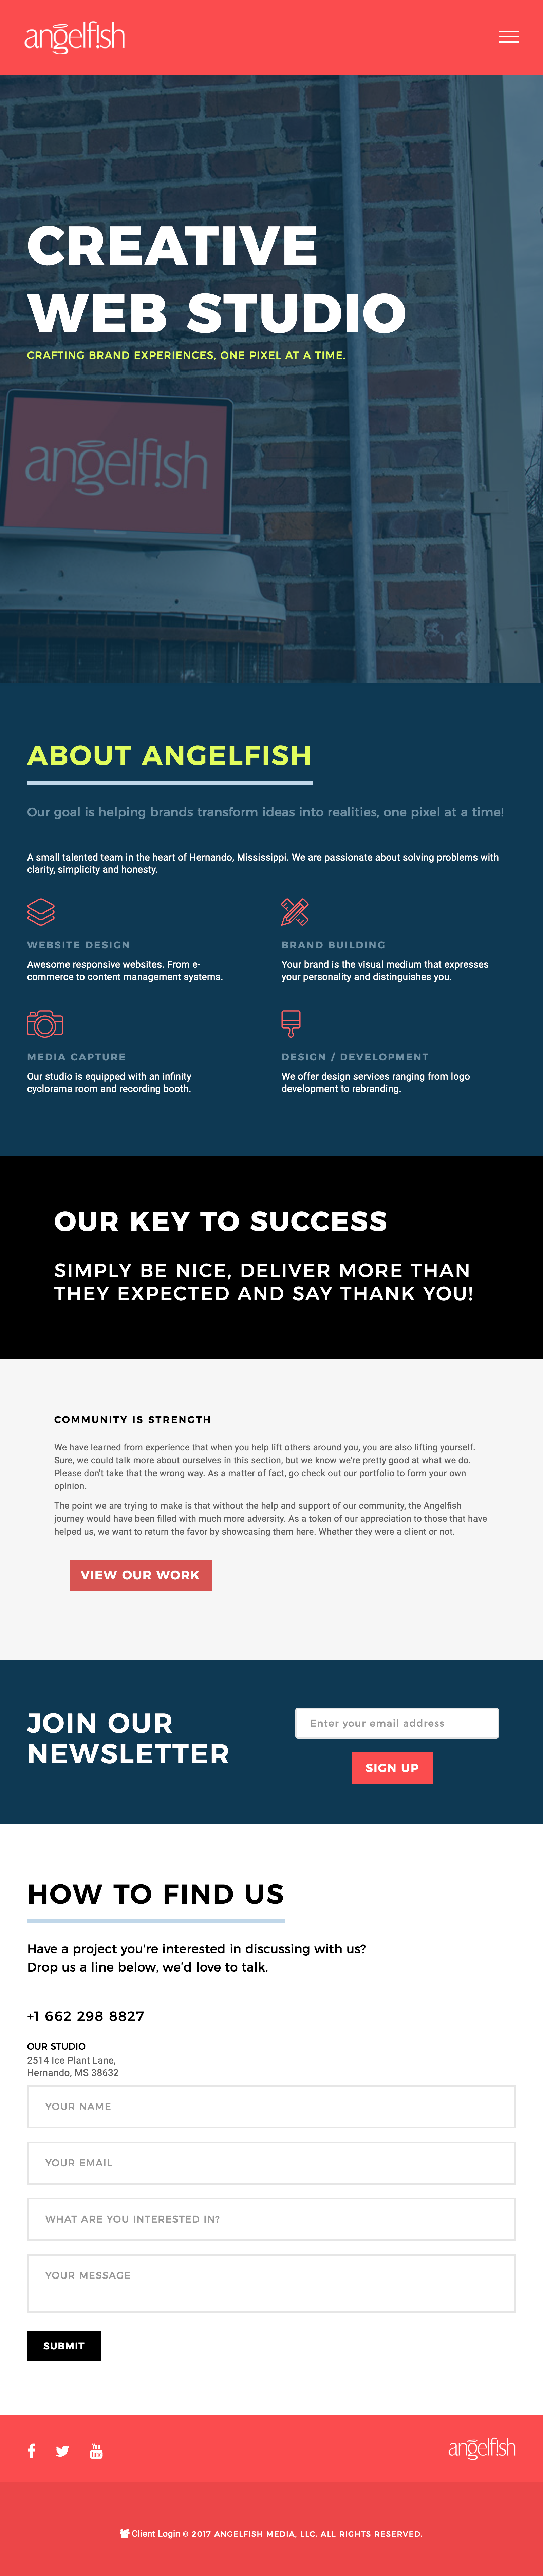 angelfish
CREATIVE
WEB STUDIO
CRAFTING BRAND EXPERIENCES, ONE PIXEL AT A TIME.
angelfish
ABOUT ANGELFISH
Our goal is helping brands transform ideas into realities, one pixel at a time!
A small talented team in the heart of Hernando, Mississippi. We are passionate about solving problems with
clarity, simplicity and honesty.
WEBSITE DESIGN
Awesome responsive websites. From e-
commerce to content management systems.
BRAND BUILDING
Your brand is the visual medium that expresses
your personality and distinguishes you.
MEDIA CAPTURE
Our studio is equipped with an infinity
cyclorama room and recording booth.
DESIGN / DEVELOPMENT
We offer design services ranging from logo
development to rebranding.
OUR KEY TO SUCCESS
SIMPLY BE NICE, DELIVER MORE THAN
THEY EXPECTED AND SAY THANK YOU!
COMMUNITY IS STRENGTH
We have learned from experience that when you help lift others around you, you are also lifting yourself.
Sure, we could talk more about ourselves in this section, but we know we're pretty good at what we do.
Please don't take that the wrong way. As a matter of fact, go check out our portfolio to form your own
opinion.
The point we are trying to make is that without the help and support of our community, the Angelfish
journey would have been filled with much more adversity. As a token of our appreciation to those that have
helped us, we want to return the favor by showcasing them here. Whether they were a client or not.
VIEW OUR WORK
JOIN OUR
NEWSLETTER
Enter your email address
SIGN UP
HOW TO FIND US
Have a project you're interested in discussing with us?
Drop us a line below, we'd love to talk.
+1 662 298 8827
OUR STUDIO
2514 Ice Plant Lane,
Hernando, MS 38632
YOUR NAME
YOUR EMAIL
WHAT ARE YOU INTERESTED IN?
YOUR MESSAGE
SUBMIT
You
Tube
angelfish
Client Login © 2017 ANGELFISH MEDIA, LLC. ALL RIGHTS RESERVED.